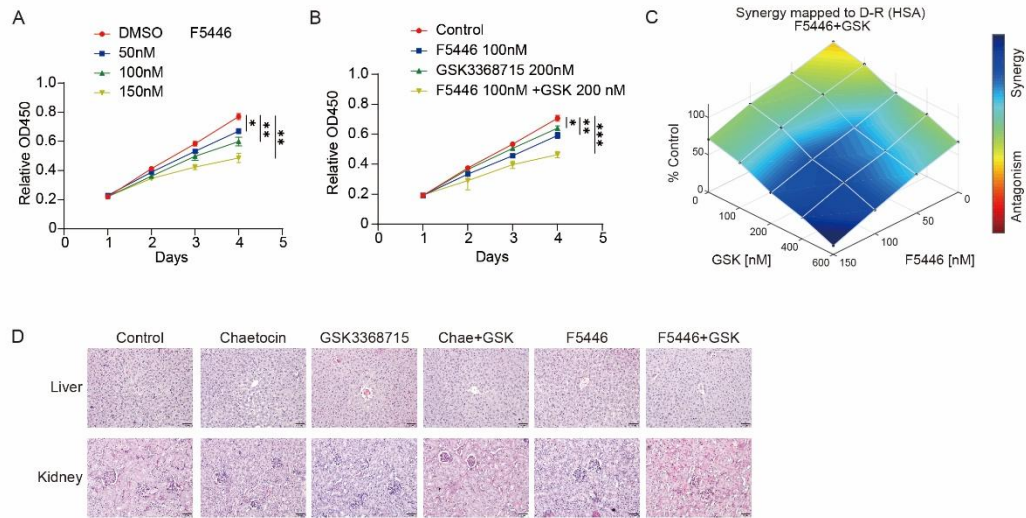 A
DMSO F5446
50nM
100nM
150nM
Relative OD450
1.0
0.8
0.6
0.4
0.2
0 1 2 3 4 5
Days
*
**
**
B
Control
F5446 100nM
GSK3368715 200nM
F5446 100nM +GSK 200 nM
Relative OD450
1.0
0.8
0.6
0.4
0.2
0 1 2 3 4 5
Days
*
**
***
C
Synergy mapped to D-R (HSA)
F5446+GSK
% Control
100
50
0
0
100
200
400
600
GSK [nM]
150
100
50
0
F5446 [nM]
Synergy
Antagonism
D
Control Chaetocin GSK3368715 Chae+GSK F5446 F5446+GSK
Liver
Kidney